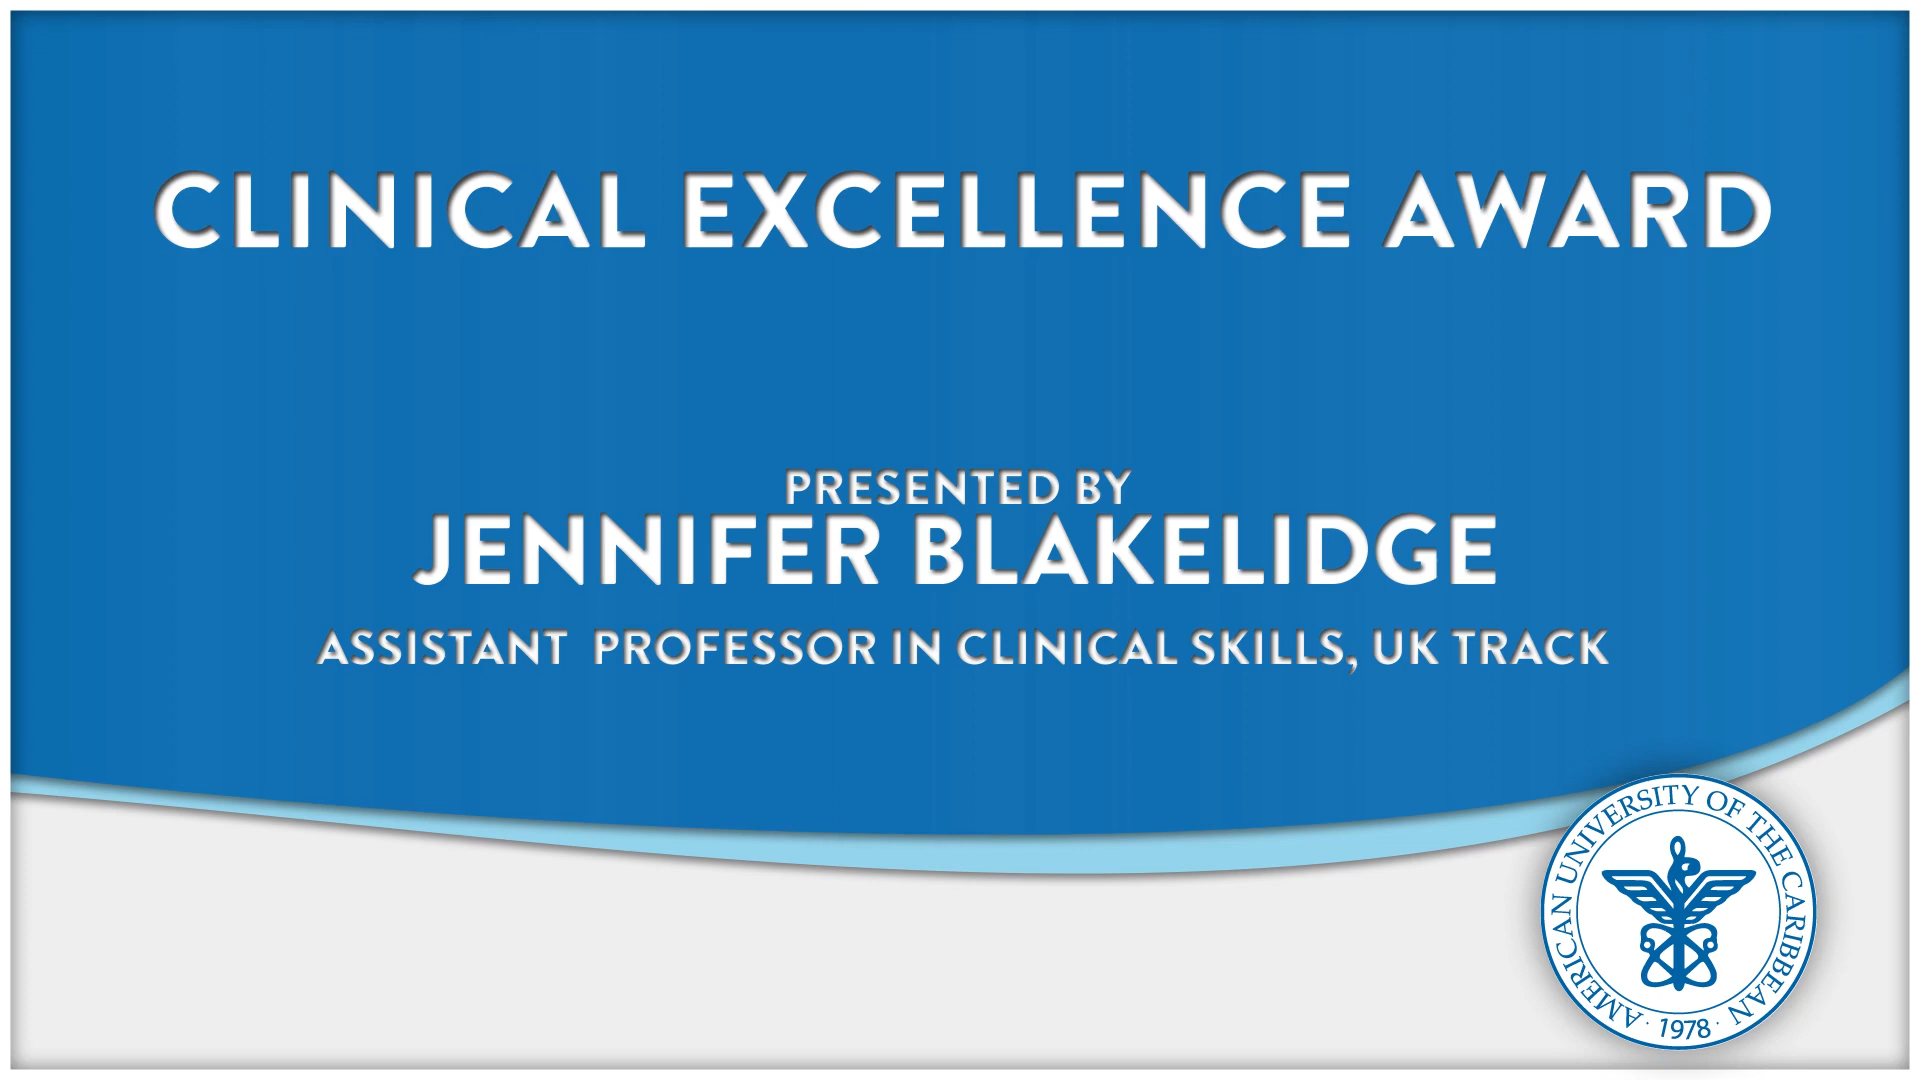 CLINICAL EXCELLENCE AWARD
PRESENTED BY
JENNIFER BLAKELIDGE
ASSISTANT PROFESSOR IN CLINICAL SKILLS, UK TRACK
AMERICAN UNIVERSITY OF THE CARIBBEAN
· 1978 ·